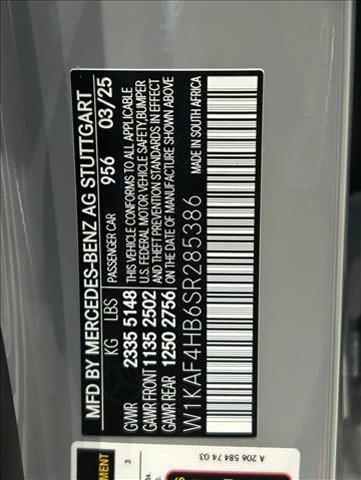 MFD BY MERCEDES-BENZ AG STUTTGART
PASSENGER CAR 956 03/25
KG LBS
GVWR 2335 5148
GAWR FRONT 1135 2502
GAWR REAR 1250 2756
THIS VEHICLE CONFORMS TO ALL APPLICABLE
U.S. FEDERAL MOTOR VEHICLE SAFETY,BUMPER
AND THEFT PREVENTION STANDARDS IN EFFECT
ON THE DATE OF MANUFACTURE SHOWN ABOVE
W1KAF4HB6SR285386
MADE IN SOUTH AFRICA
A 206 584 74 03
3